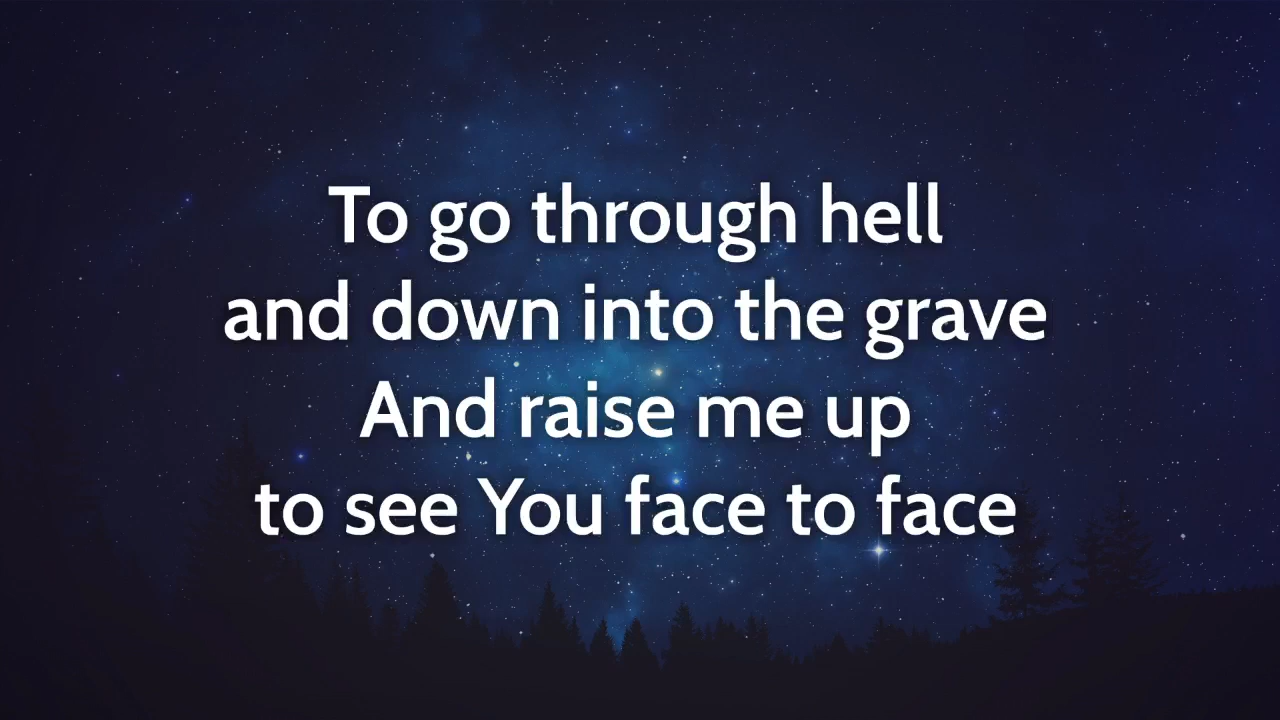 To go through hell
and down into the grave
And raise me up
to see You face to face